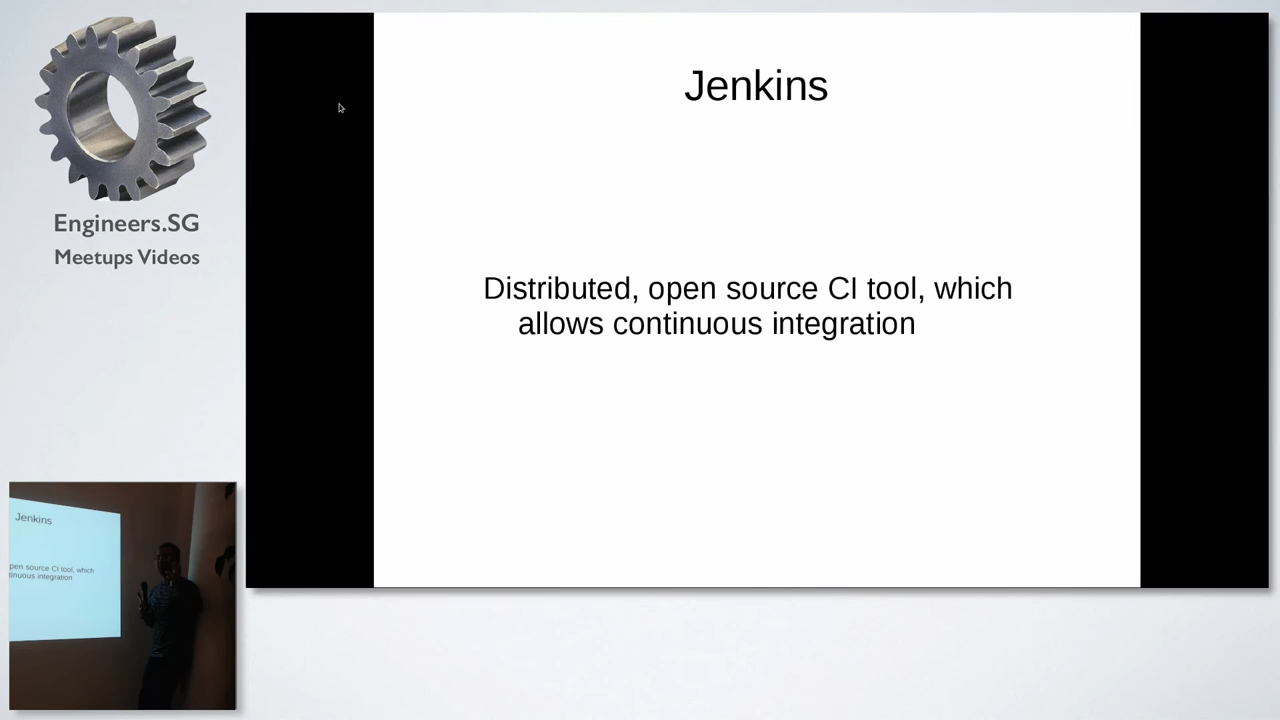 Engineers.SG
Meetups Videos
Jenkins
Distributed, open source CI tool, which
allows continuous integration
Jenkins
pen source CI tool, which
tinuous integration